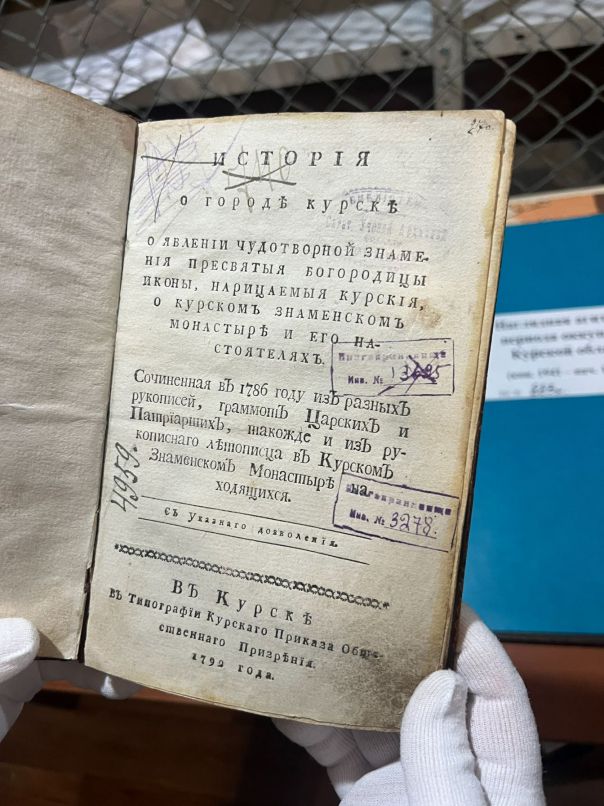 ИСТОРІЯ
О ГОРОДѢ КУРСКѢ
О ЯВЛЕНІИ ЧУДОТВОРНОЙ ЗНАМЕ-
НІЯ ПРЕСВЯТЫЯ БОГОРОДИЦЫ
ИКОНЫ, НАРИЦАЕМЫЯ КУРСКІЯ,
О КУРСКОМЪ ЗНАМЕНСКОМЪ
МОНАСТЫРѢ И ЕГО НА-
СТОЯТЕЛЯХЪ.
Инв. №
Сочиненная въ 1786 году изъ разныхъ
рукописей, граммотъ Царскихъ и
Патріаршихъ, такожде и изъ ру-
кописнаго лѣтописца въ Курскомъ
Знаменскомъ Монастырѣ на-
ходящихся.
4959.
Инв. № 3278.
Съ Указнаго дозволенія.
ВЪ КУРСКѢ
въ Типографіи Курскаго Приказа Обще-
ственнаго Призрѣнія.
1792 года.
Курской обл